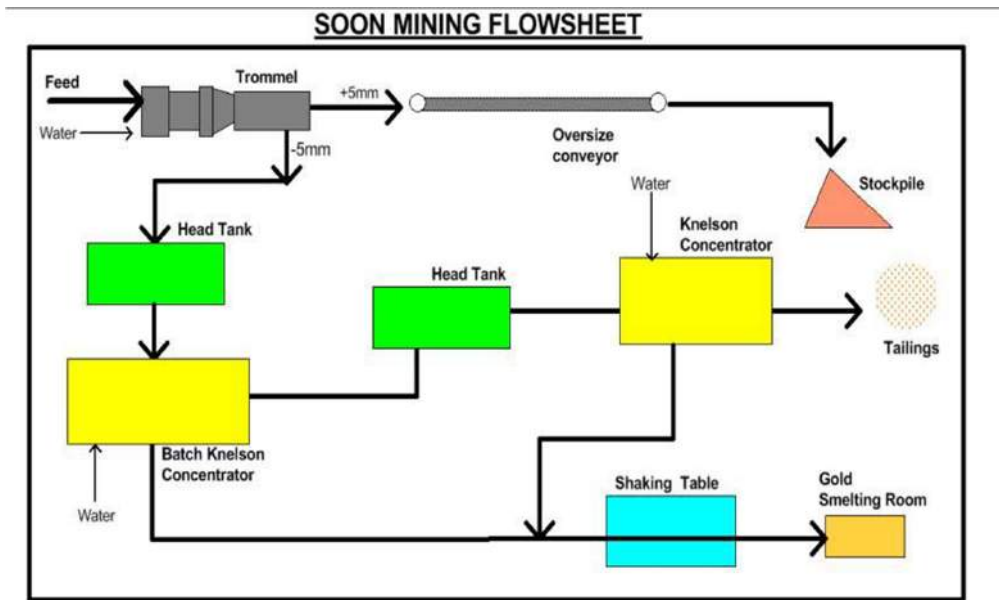 SOON MINING FLOWSHEET
Feed
Trommel
+5mm
Water
-5mm
Oversize
conveyor
Stockpile
Water
Head Tank
Knelson
Concentrator
Head Tank
Tailings
Batch Knelson
Concentrator
Water
Shaking Table
Gold
Smelting Room